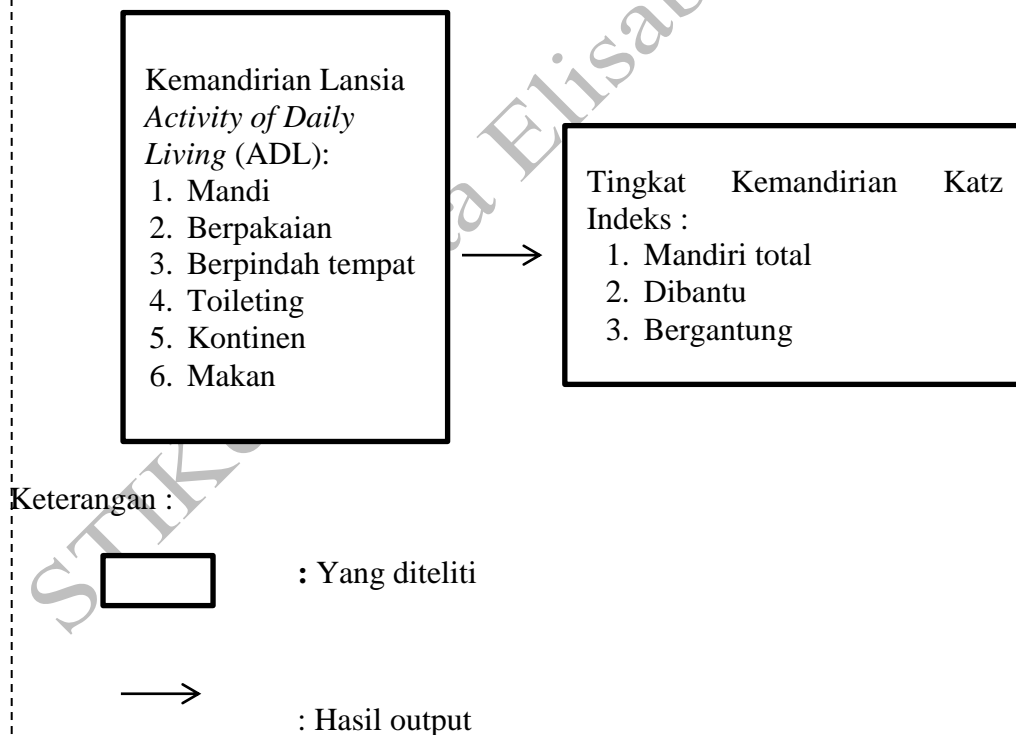 Kemandirian Lansia
Activity of Daily
Living (ADL):
1. Mandi
2. Berpakaian
3. Berpindah tempat
4. Toileting
5. Kontinen
6. Makan
Tingkat Kemandirian Katz
Indeks :
1. Mandiri total
2. Dibantu
3. Bergantung
Keterangan :
: Yang diteliti
: Hasil output